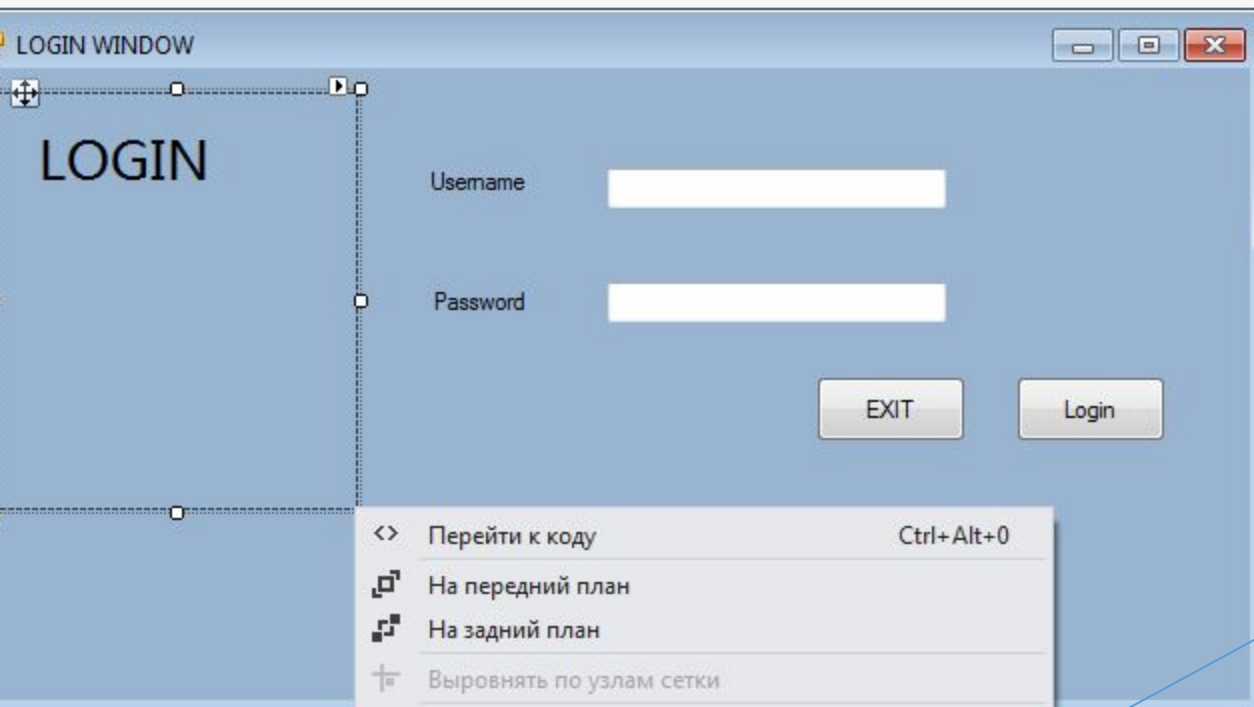 LOGIN WINDOW
LOGIN
Username
Password
EXIT
Login
Перейти к коду Ctrl+Alt+0
На передний план
На задний план
Выровнять по узлам сетки